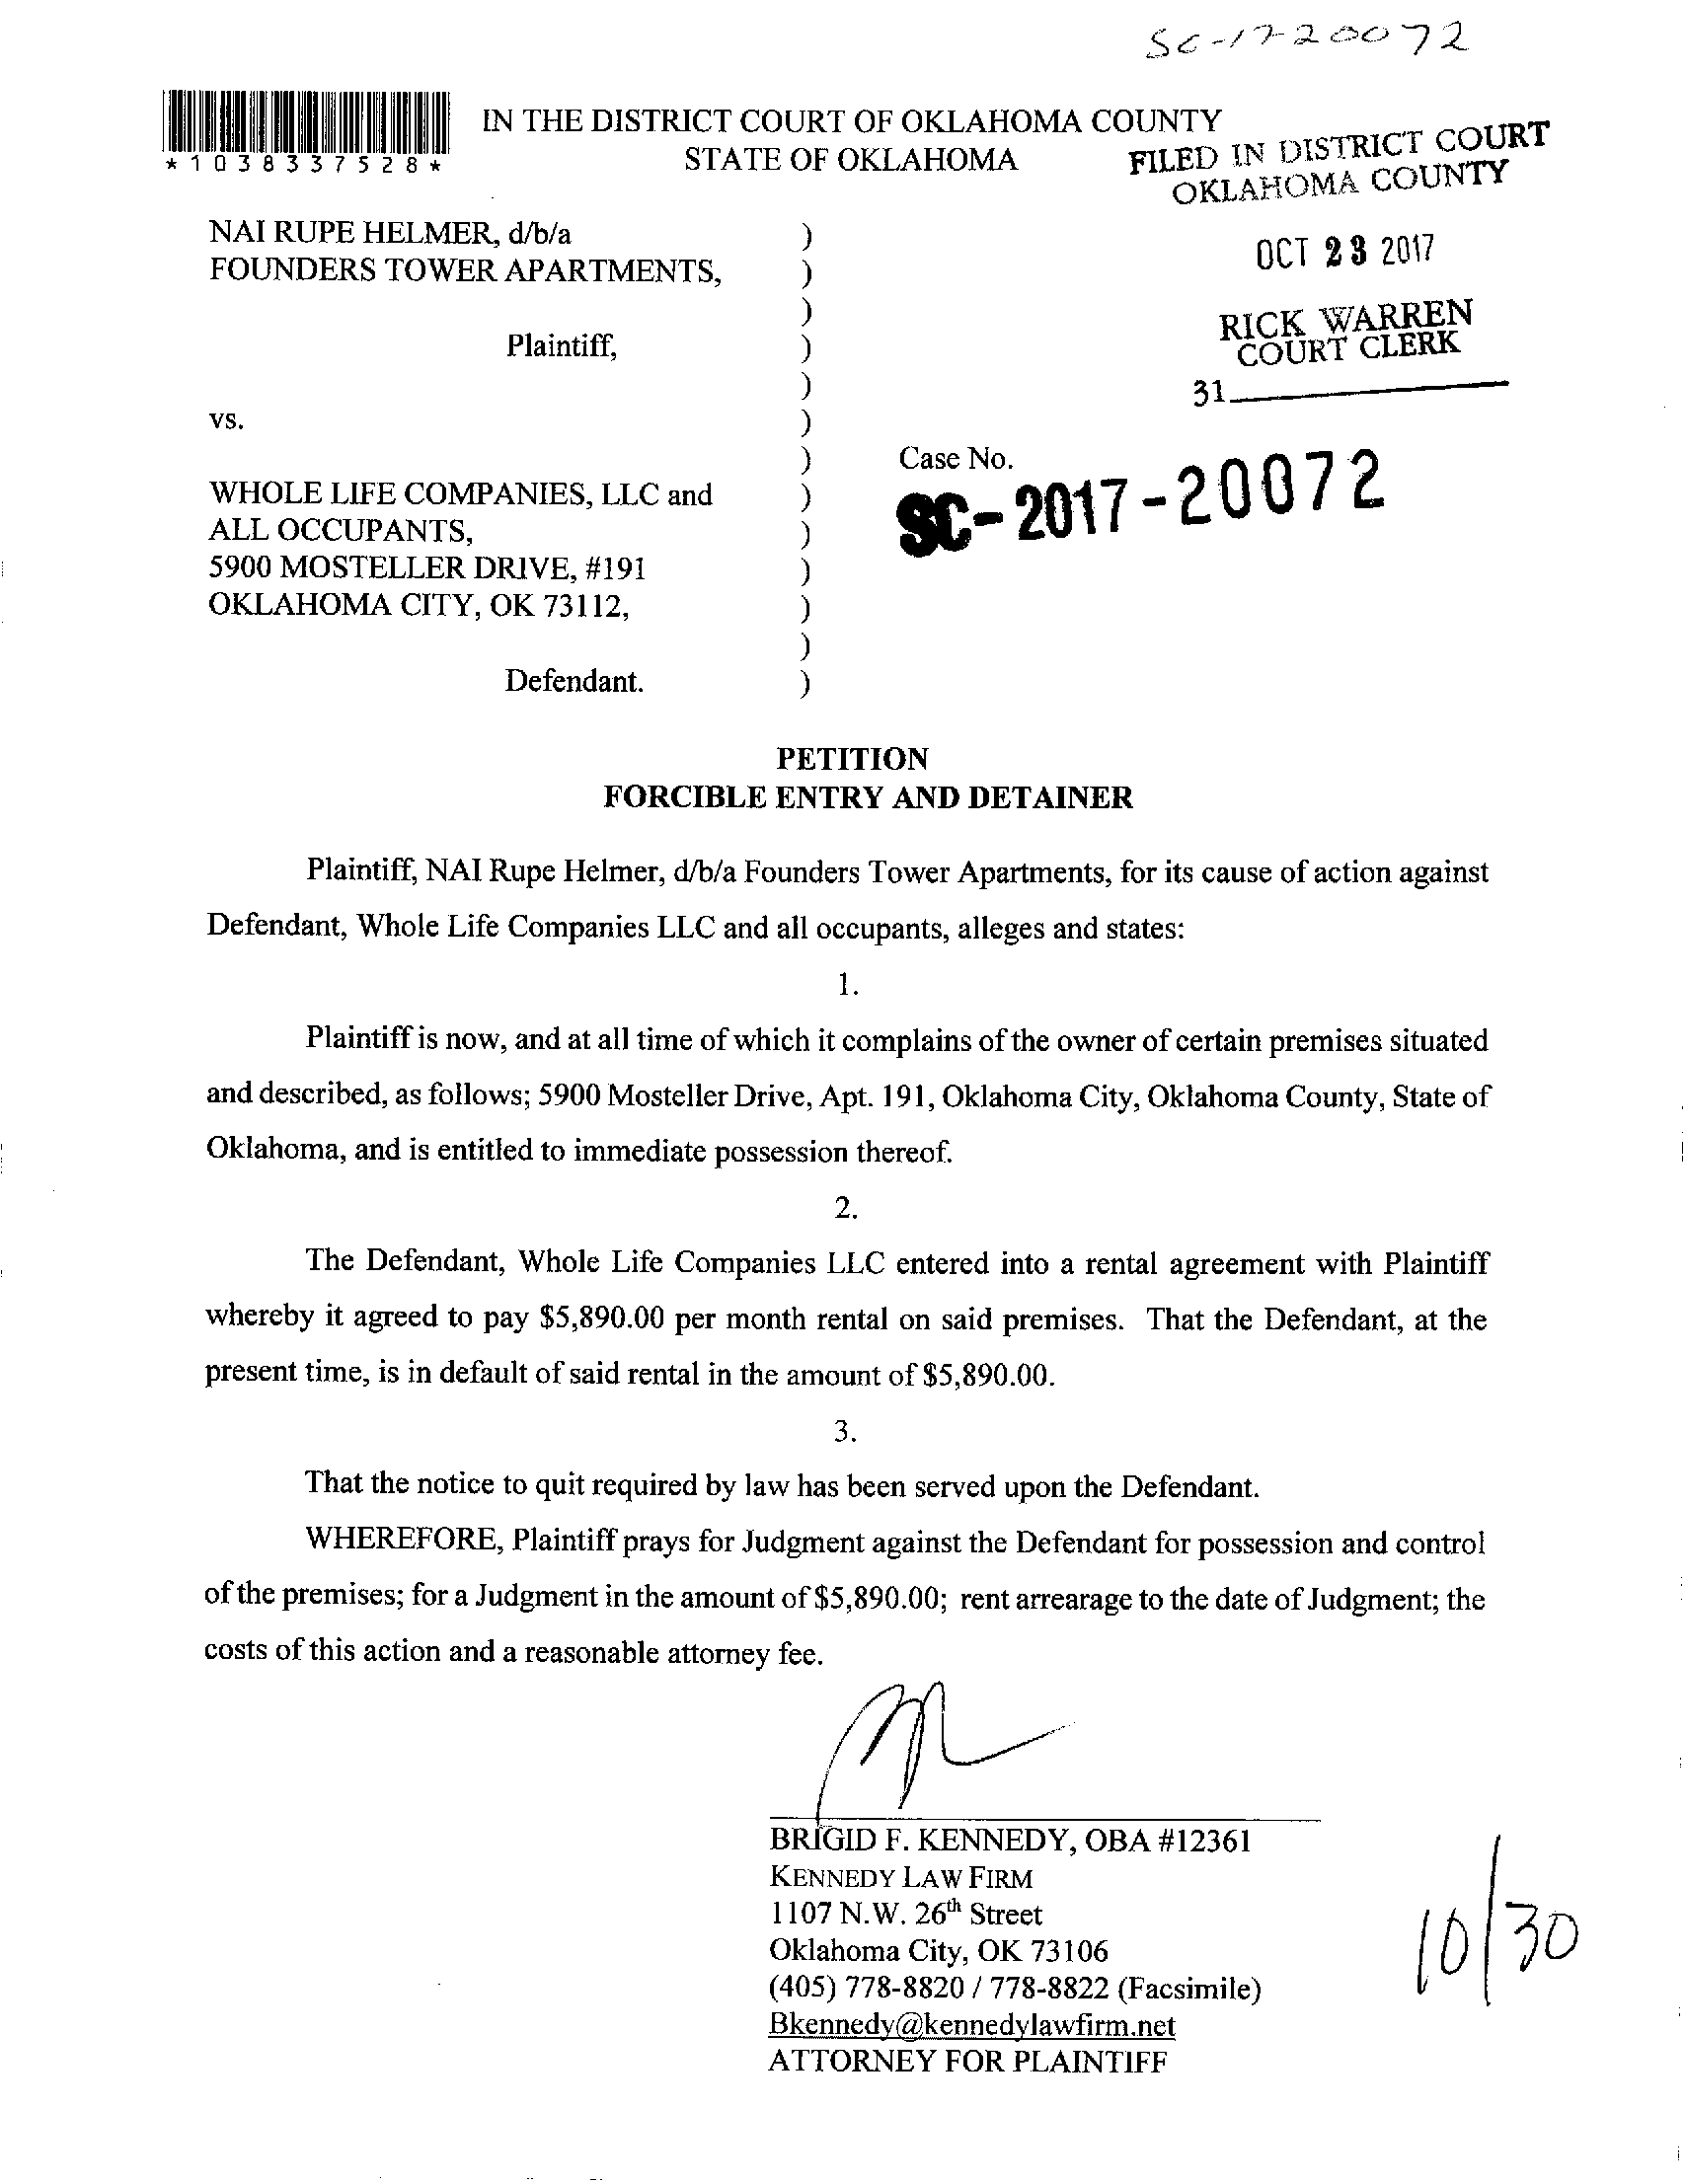 SC-1720072
*1038337528*
IN THE DISTRICT COURT OF OKLAHOMA COUNTY
STATE OF OKLAHOMA
FILED IN DISTRICT COURT
OKLAHOMA COUNTY
OCT 23 2017
RICK WARREN
COURT CLERK
31
NAI RUPE HELMER, d/b/a )
FOUNDERS TOWER APARTMENTS, )
)
Plaintiff, )
)
vs. )
)
WHOLE LIFE COMPANIES, LLC and )
ALL OCCUPANTS, )
5900 MOSTELLER DRIVE, #191 )
OKLAHOMA CITY, OK 73112, )
)
Defendant. )
Case No.
SC-2017-20072
PETITION
FORCIBLE ENTRY AND DETAINER
Plaintiff, NAI Rupe Helmer, d/b/a Founders Tower Apartments, for its cause of action against
Defendant, Whole Life Companies LLC and all occupants, alleges and states:
1.
Plaintiff is now, and at all time of which it complains of the owner of certain premises situated
and described, as follows; 5900 Mosteller Drive, Apt. 191, Oklahoma City, Oklahoma County, State of
Oklahoma, and is entitled to immediate possession thereof.
2.
The Defendant, Whole Life Companies LLC entered into a rental agreement with Plaintiff
whereby it agreed to pay $5,890.00 per month rental on said premises. That the Defendant, at the
present time, is in default of said rental in the amount of $5,890.00.
3.
That the notice to quit required by law has been served upon the Defendant.
WHEREFORE, Plaintiff prays for Judgment against the Defendant for possession and control
of the premises; for a Judgment in the amount of $5,890.00; rent arrearage to the date of Judgment; the
costs of this action and a reasonable attorney fee.
BRIGID F. KENNEDY, OBA #12361
KENNEDY LAW FIRM
1107 N.W. 26th Street
Oklahoma City, OK 73106
(405) 778-8820 / 778-8822 (Facsimile)
Bkennedy@kennedylawfirm.net
ATTORNEY FOR PLAINTIFF
10/30